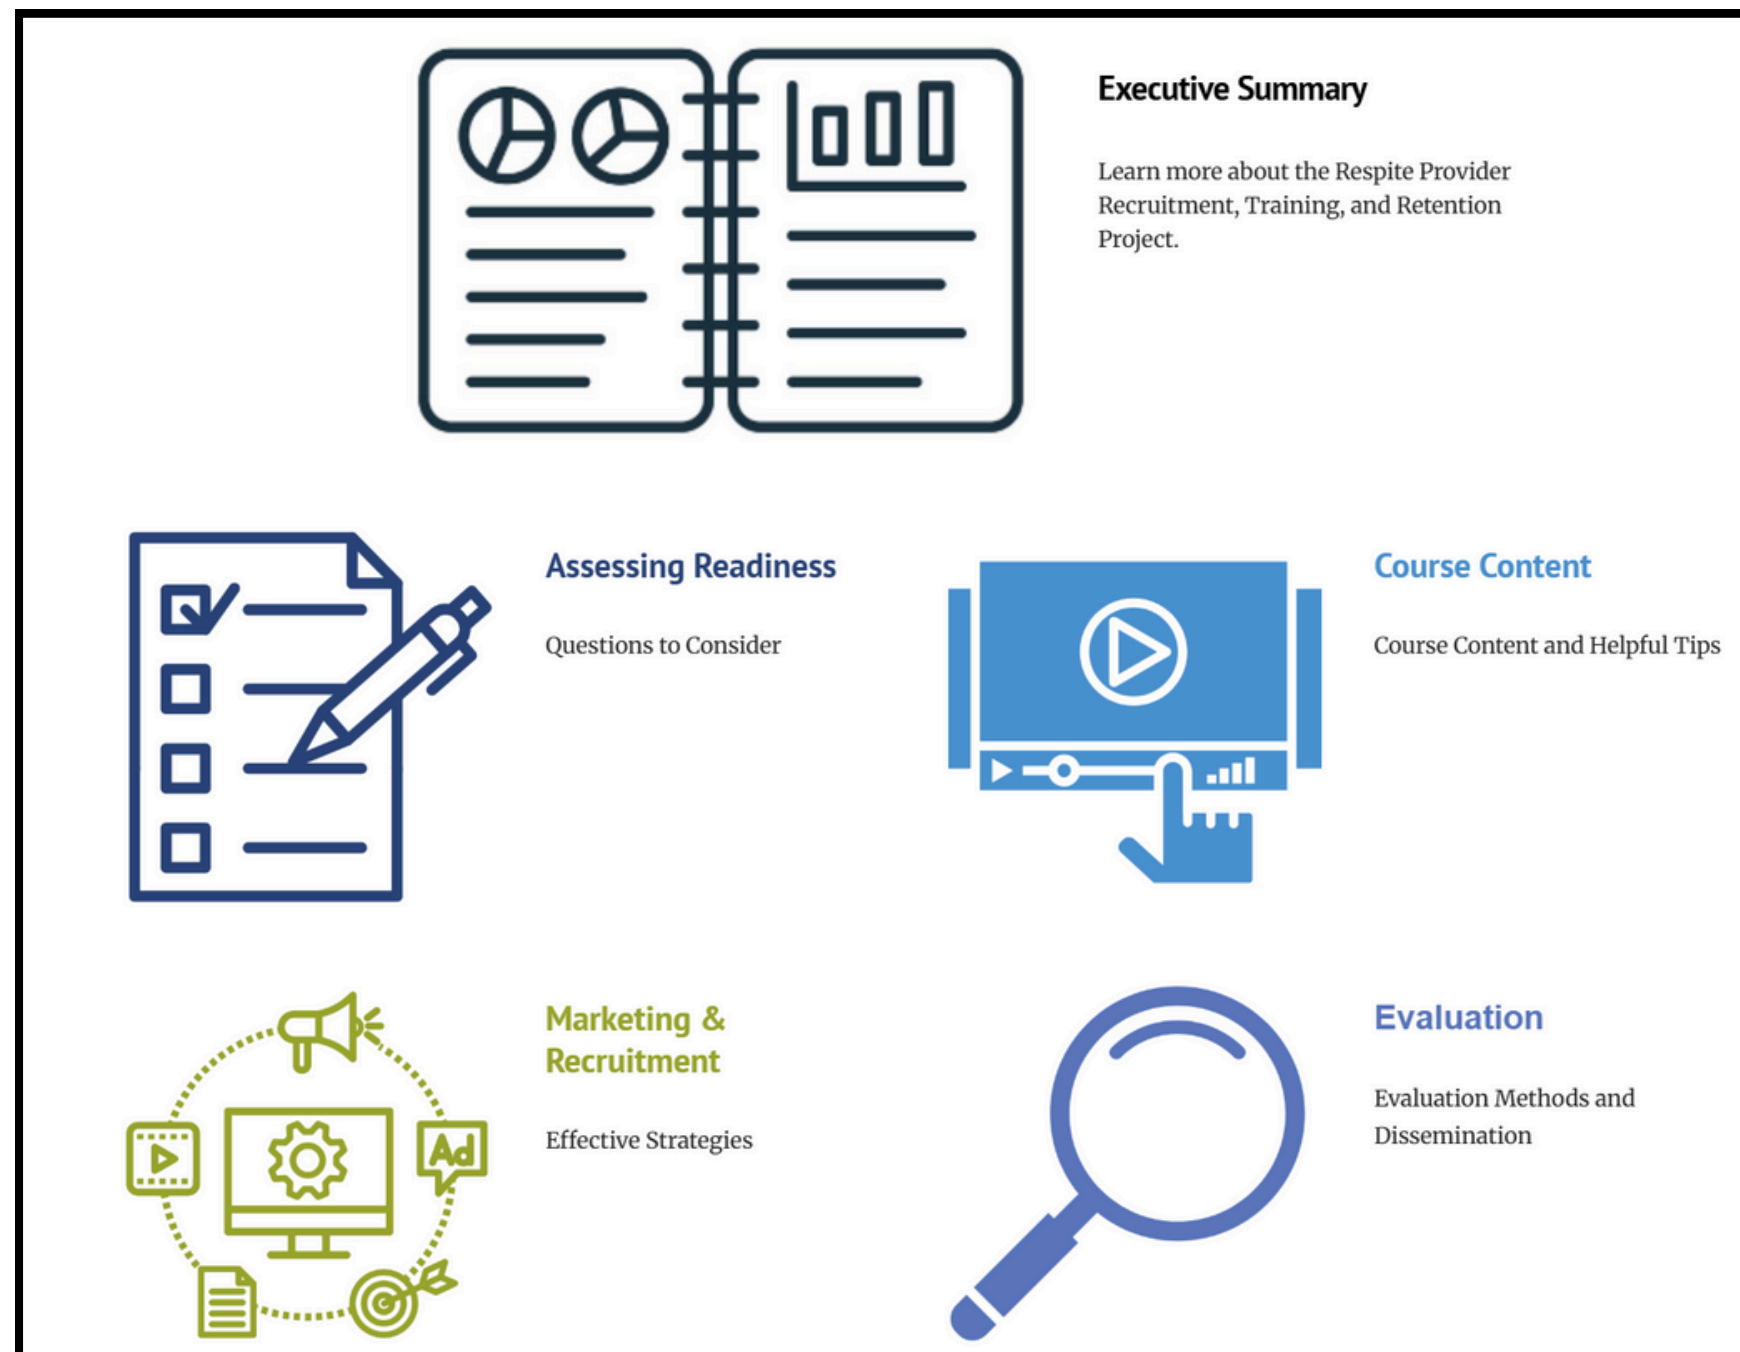 Executive Summary
Learn more about the Respite Provider
Recruitment, Training, and Retention
Project.
Assessing Readiness
Questions to Consider
Course Content
Course Content and Helpful Tips
Marketing &
Recruitment
Effective Strategies
Ad
Evaluation
Evaluation Methods and
Dissemination